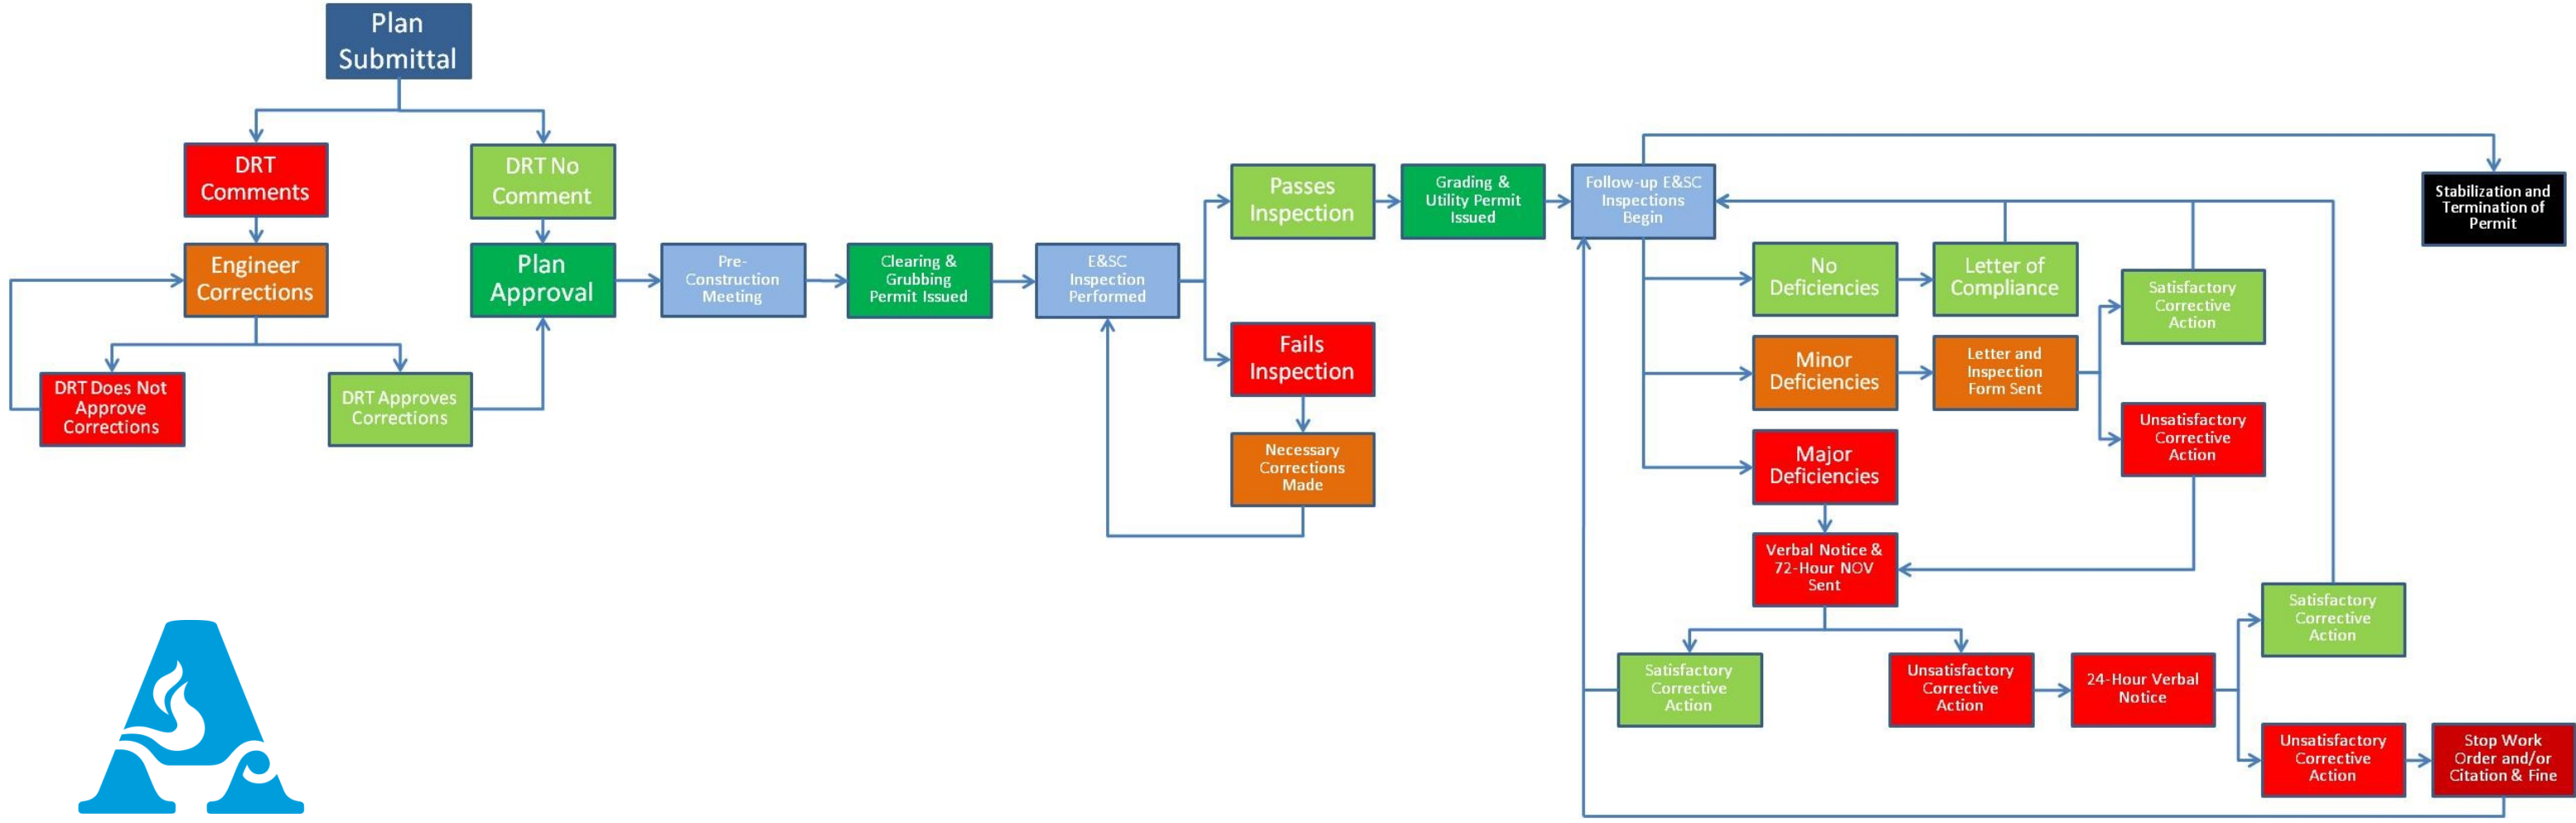 Plan
Submittal
DRT
Comments
DRT No
Comment
Engineer
Corrections
Plan
Approval
DRT Does Not
Approve
Corrections
DRT Approves
Corrections
Pre-
Construction
Meeting
Clearing &
Grubbing
Permit Issued
E&SC
Inspection
Performed
Passes
Inspection
Fails
Inspection
Necessary
Corrections
Made
Grading &
Utility Permit
Issued
Follow-up E&SC
Inspections
Begin
Stabilization and
Termination of
Permit
No
Deficiencies
Letter of
Compliance
Satisfactory
Corrective
Action
Minor
Deficiencies
Letter and
Inspection
Form Sent
Unsatisfactory
Corrective
Action
Major
Deficiencies
Verbal Notice &
72-Hour NOV
Sent
Satisfactory
Corrective
Action
Unsatisfactory
Corrective
Action
24-Hour Verbal
Notice
Satisfactory
Corrective
Action
Unsatisfactory
Corrective
Action
Stop Work
Order and/or
Citation & Fine
A